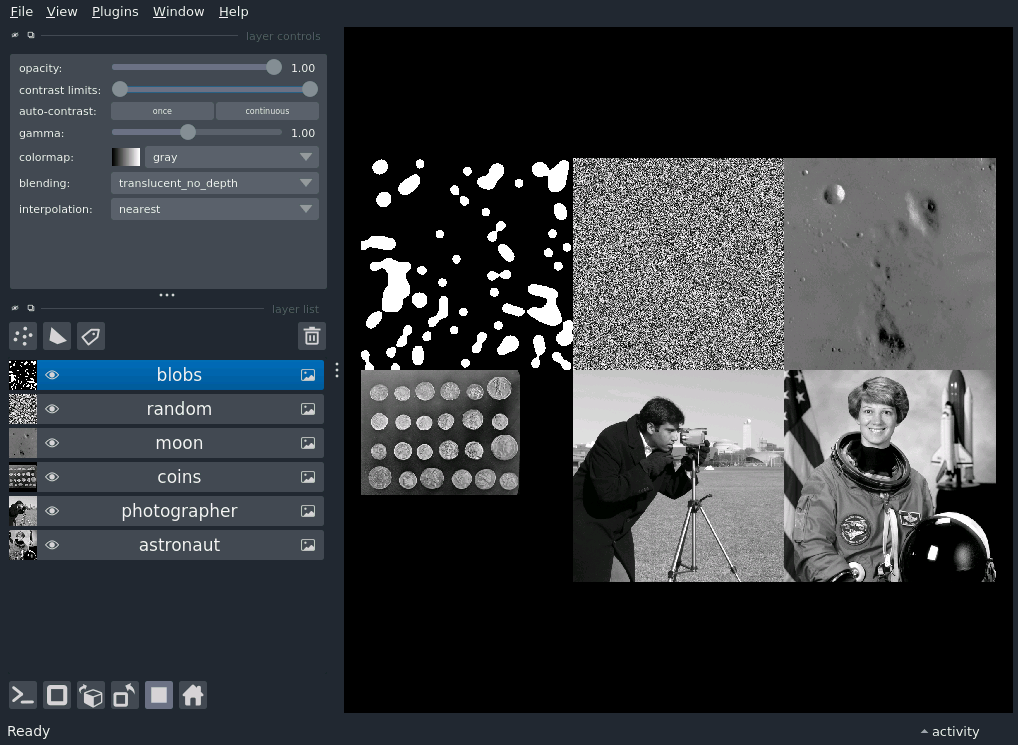 File View Plugins Window Help
layer controls
opacity: 1.00
contrast limits:
auto-contrast: once continuous
gamma: 1.00
colormap: gray
blending: translucent_no_depth
interpolation: nearest
layer list
blobs
random
moon
coins
photographer
astronaut
Ready
activity